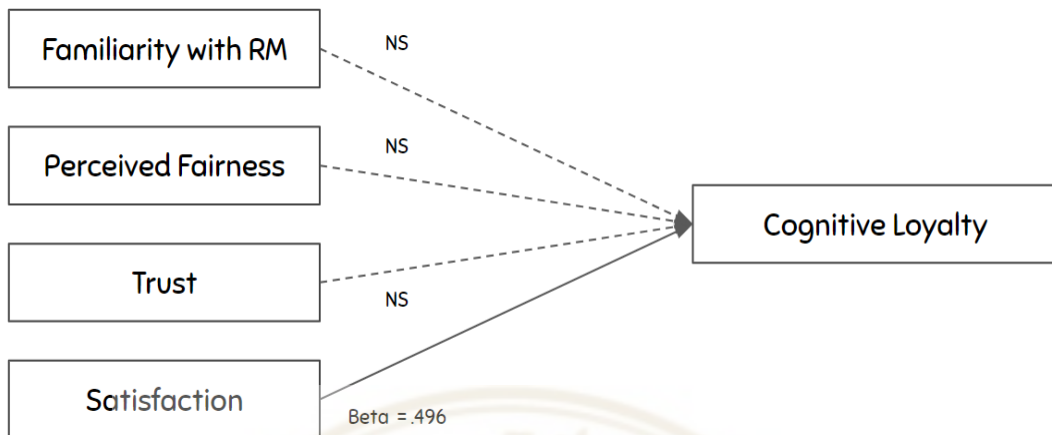 Familiarity with RM
NS
Perceived Fairness
NS
Cognitive Loyalty
Trust
NS
Satisfaction
Beta =.496